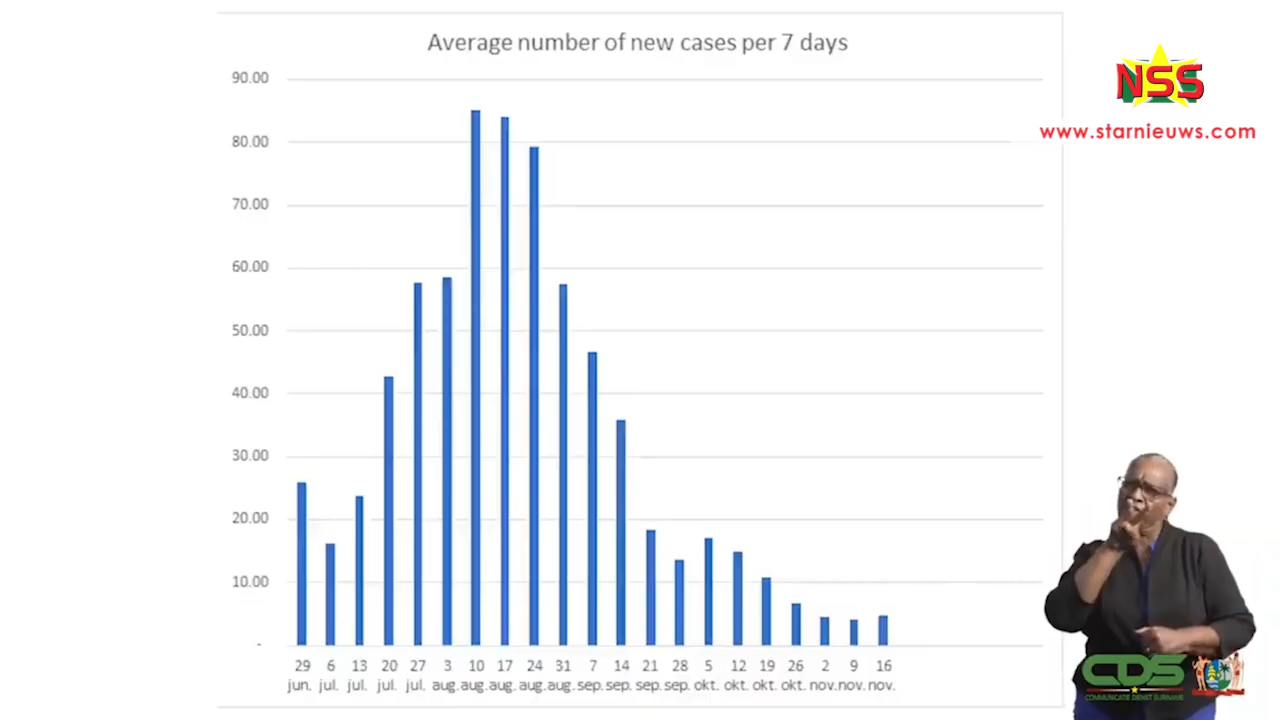 Average number of new cases per 7 days
NSS
www.starnieuws.com
90.00
80.00
70.00
60.00
50.00
40.00
30.00
20.00
10.00
-
29 6 13 20 27 3 10 17 24 31 7 14 21 28 5 12 19 26 2 9 16
jun. jul. jul. jul. jul. aug. aug. aug. aug. aug. sep. sep. sep. sep. okt. okt. okt. okt. nov. nov. nov.
CDS
COMMUNICATIE DIENST SURINAME